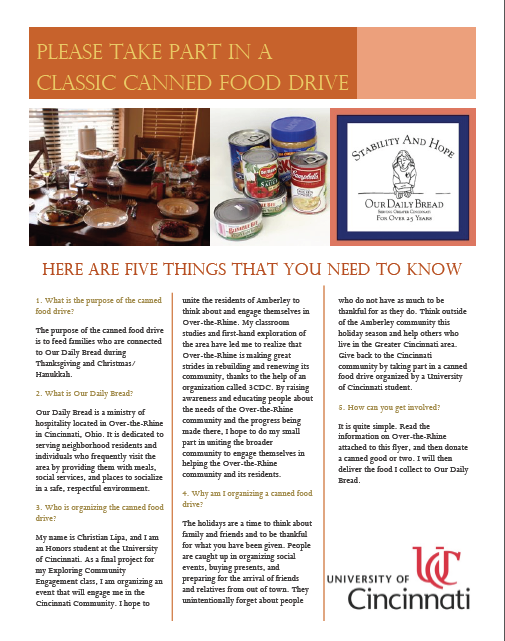 PLEASE TAKE PART IN A
CLASSIC CANNED FOOD DRIVE
STABILITY AND HOPE
OUR DAILY BREAD
SERVING GREATER CINCINNATI
FOR OVER 25 YEARS
Campbell's
HERE ARE FIVE THINGS THAT YOU NEED TO KNOW
1. What is the purpose of the canned
food drive?
The purpose of the canned food drive
is to feed families who are connected
to Our Daily Bread during
Thanksgiving and Christmas/
Hanukkah.
2. What is Our Daily Bread?
Our Daily Bread is a ministry of
hospitality located in Over-the-Rhine
in Cincinnati, Ohio. It is dedicated to
serving neighborhood residents and
individuals who frequently visit the
area by providing them with meals,
social services, and places to socialize
in a safe, respectful environment.
3. Who is organizing the canned food
drive?
My name is Christian Lipa, and I am
an Honors student at the University
of Cincinnati. As a final project for
my Exploring Community
Engagement class, I am organizing an
event that will engage me in the
Cincinnati Community. I hope to
unite the residents of Amberley to
think about and engage themselves in
Over-the-Rhine. My classroom
studies and first-hand exploration of
the area have led me to realize that
Over-the-Rhine is making great
strides in rebuilding and renewing its
community, thanks to the help of an
organization called 3CDC. By raising
awareness and educating people about
the needs of the Over-the-Rhine
community and the progress being
made there, I hope to do my small
part in uniting the broader
community to engage themselves in
helping the Over-the-Rhine
community and its residents.
4. Why am I organizing a canned food
drive?
The holidays are a time to think about
family and friends and to be thankful
for what you have been given. People
are caught up in organizing social
events, buying presents, and
preparing for the arrival of friends
and relatives from out of town. They
unintentionally forget about people
who do not have as much to be
thankful for as they do. Think outside
of the Amberley community this
holiday season and help others who
live in the Greater Cincinnati area.
Give back to the Cincinnati
community by taking part in a canned
food drive organized by a University
of Cincinnati student.
5. How can you get involved?
It is quite simple. Read the
information on Over-the-Rhine
attached to this flyer, and then donate
a canned good or two. I will then
deliver the food I collect to Our Daily
Bread.
UC
UNIVERSITY OF
Cincinnati